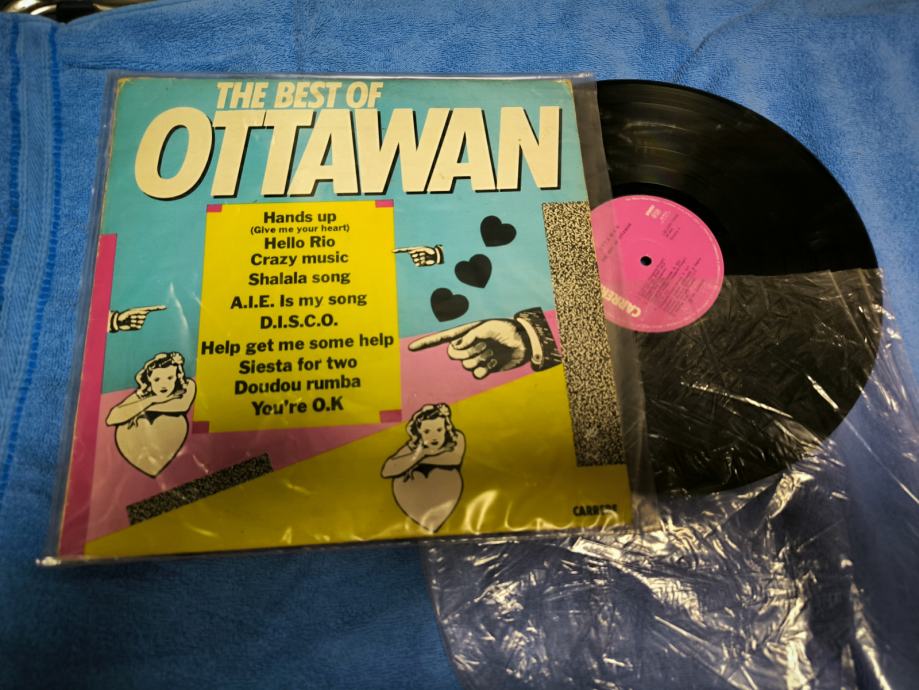 THE BEST OF
OTTAWAN
Hands up
(Give me your heart)
Hello Rio
Crazy music
Shalala song
A.I.E. Is my song
D.I.S.C.O.
Help get me some help
Siesta for two
Doudou rumba
You're O.K
CARRERE
CARRERE